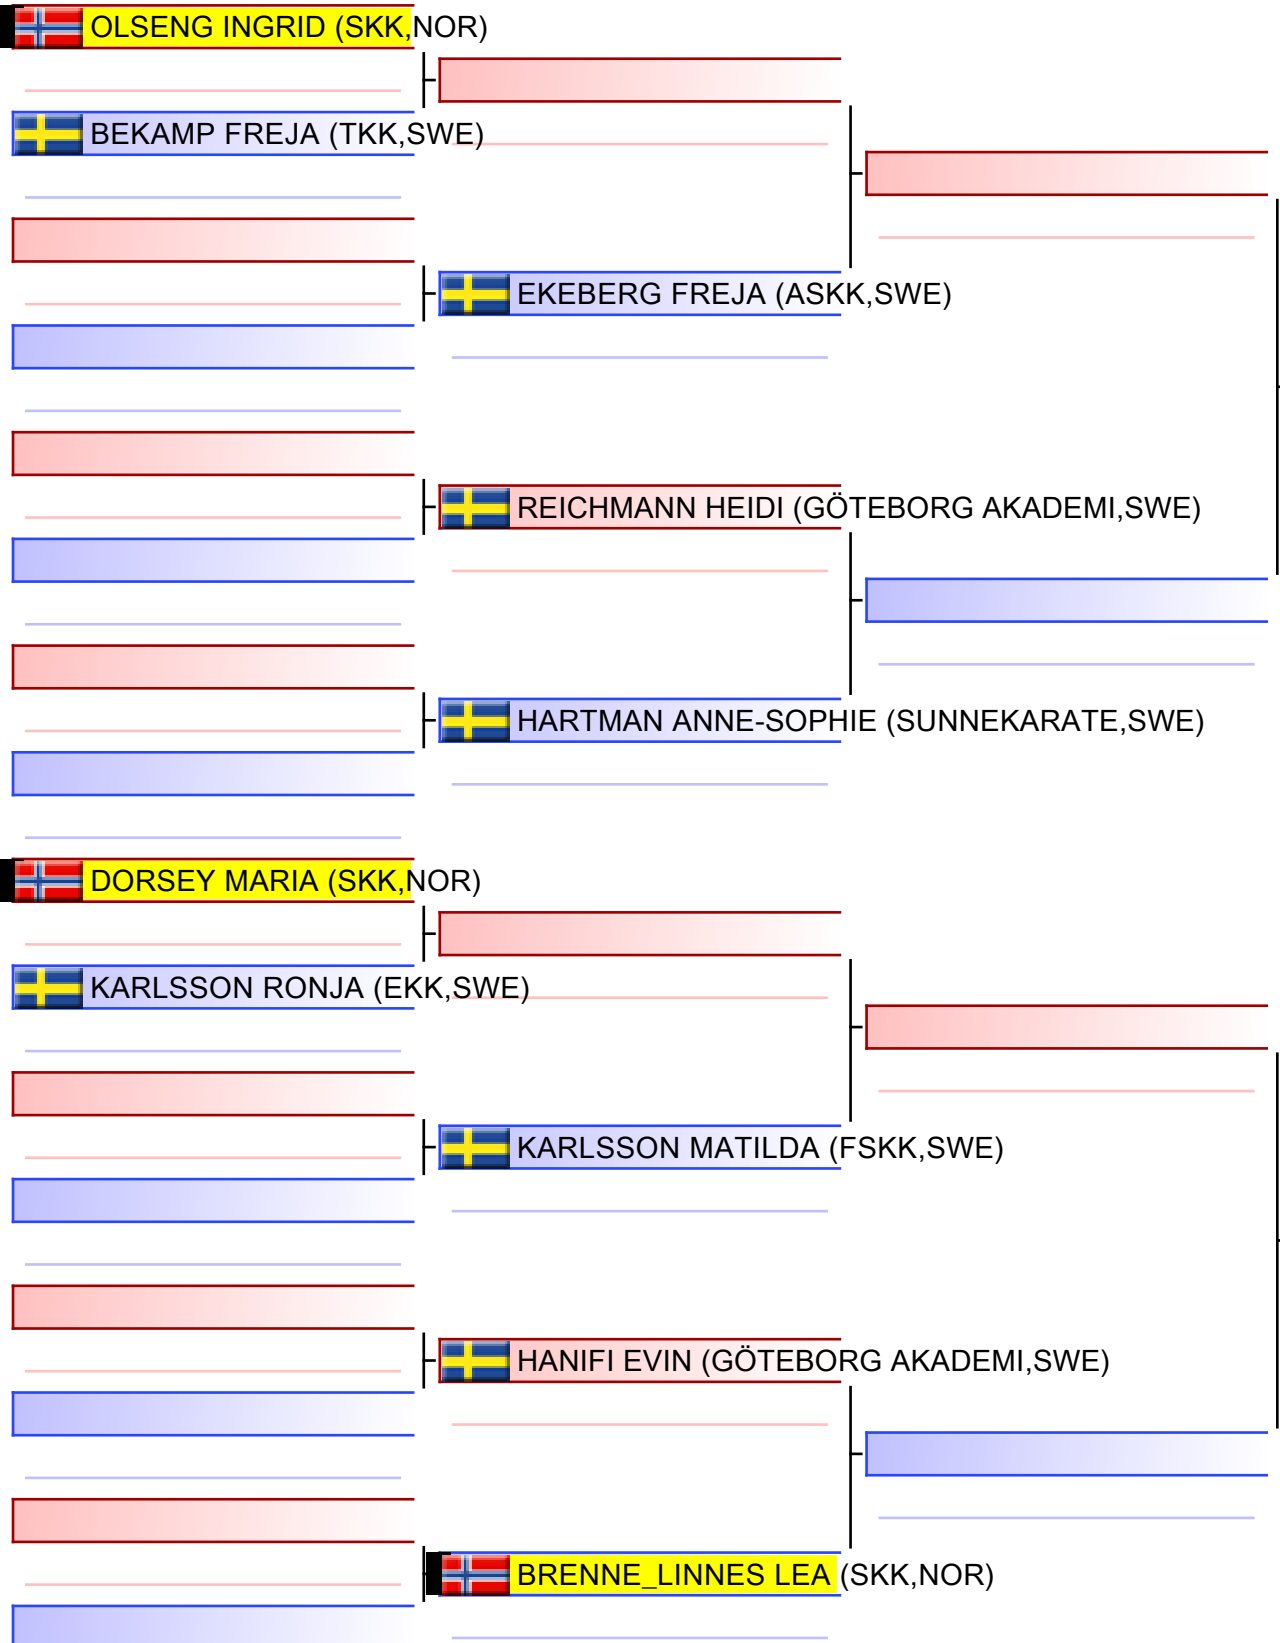 OLSENG INGRID (SKK,NOR)
BEKAMP FREJA (TKK,SWE)
EKEBERG FREJA (ASKK,SWE)
REICHMANN HEIDI (GÖTEBORG AKADEMI,SWE)
HARTMAN ANNE-SOPHIE (SUNNEKARATE,SWE)
DORSEY MARIA (SKK,NOR)
KARLSSON RONJA (EKK,SWE)
KARLSSON MATILDA (FSKK,SWE)
HANIFI EVIN (GÖTEBORG AKADEMI,SWE)
BRENNE_LINNES LEA (SKK,NOR)